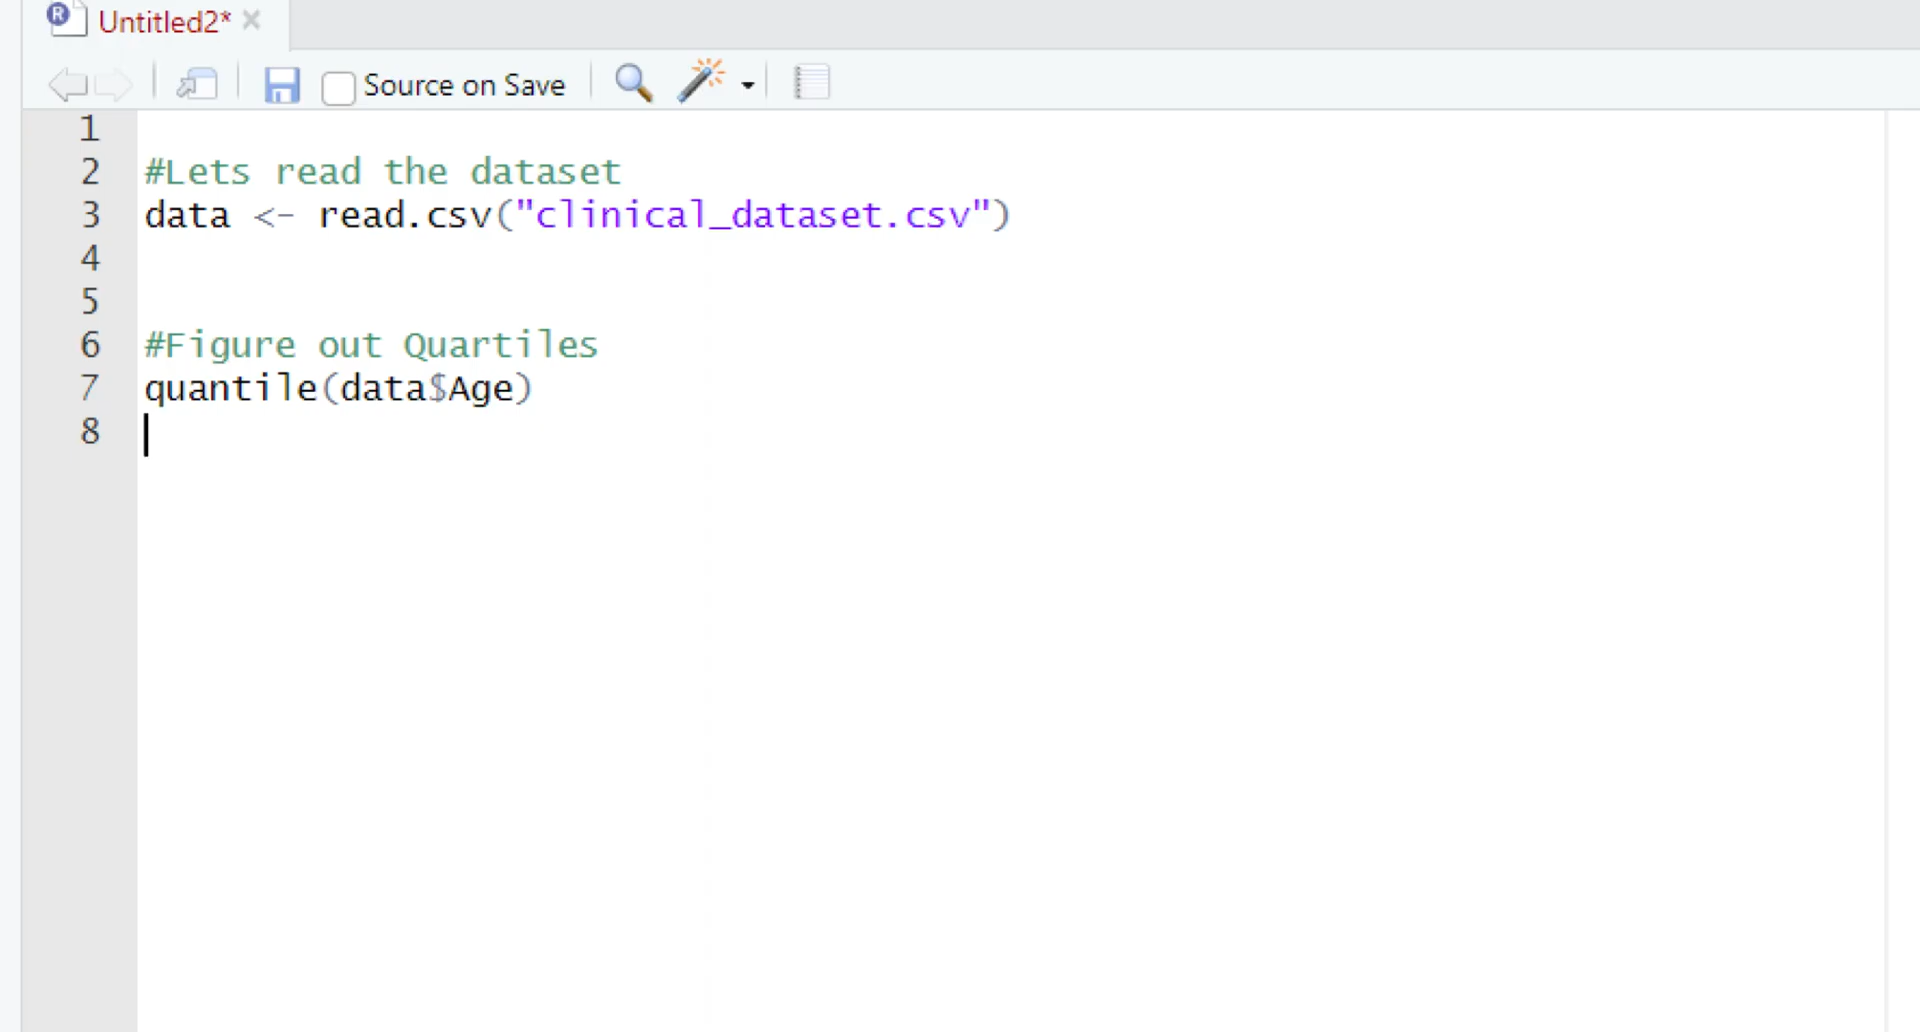 R Untitled2*
Source on Save
1
2 #Lets read the dataset
3 data <- read.csv("clinical_dataset.csv")
4
5
6 #Figure out Quartiles
7 quantile(data$Age)
8